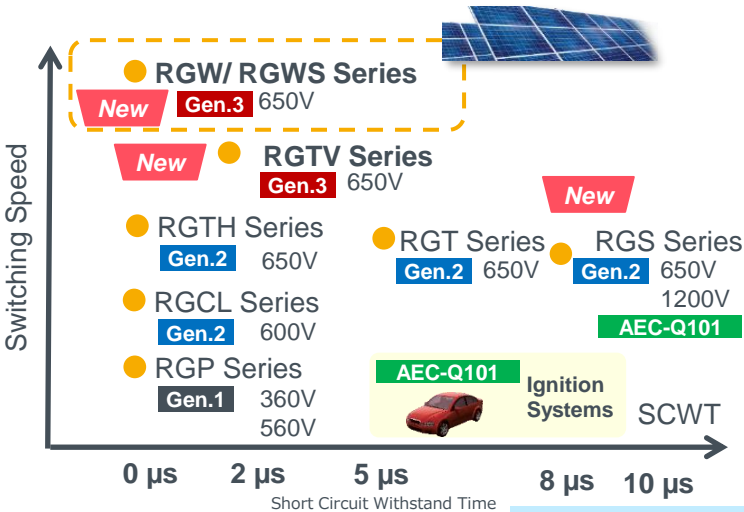 Switching Speed
RGW/ RGWS Series
New
Gen.3 650V
New
RGTV Series
Gen.3 650V
New
RGTH Series
Gen.2 650V
RGT Series
Gen.2 650V
RGS Series
Gen.2 650V
1200V
AEC-Q101
RGCL Series
Gen.2 600V
RGP Series
Gen.1 360V
560V
AEC-Q101
Ignition
Systems
SCWT
0 µs 2 µs 5 µs 8 µs 10 µs
Short Circuit Withstand Time